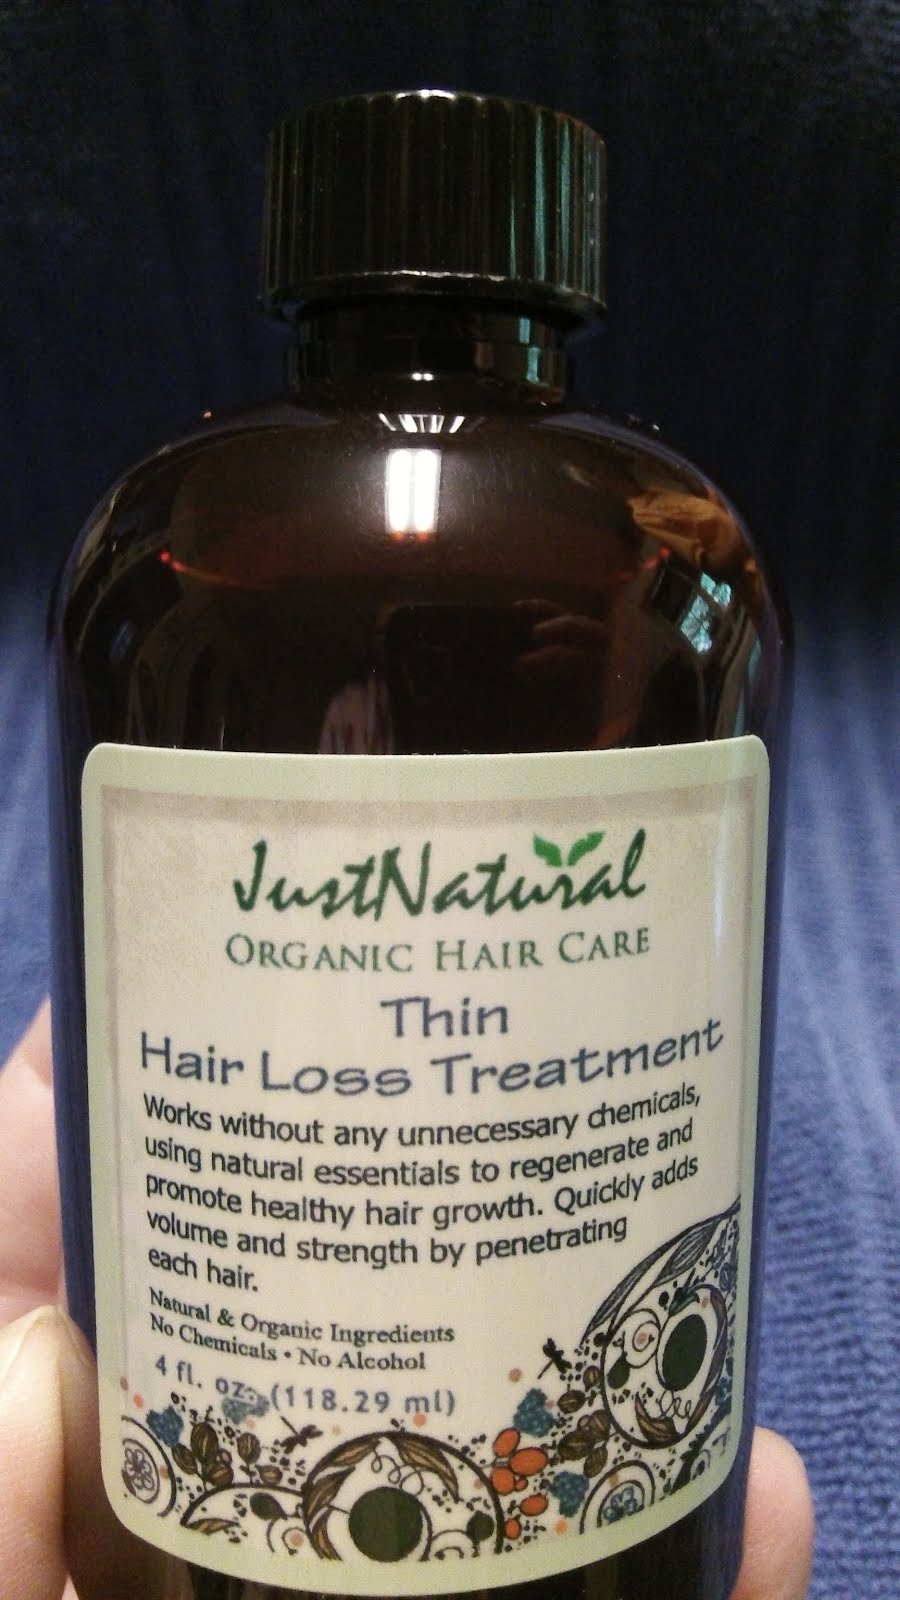 JustNatural
ORGANIC HAIR CARE
Thin
Hair Loss Treatment
Works without any unnecessary chemicals,
using natural essentials to regenerate and
promote healthy hair growth. Quickly adds
volume and strength by penetrating
each hair.
Natural & Organic Ingredients
No Chemicals • No Alcohol
4 fl. oz. (118.29 ml)